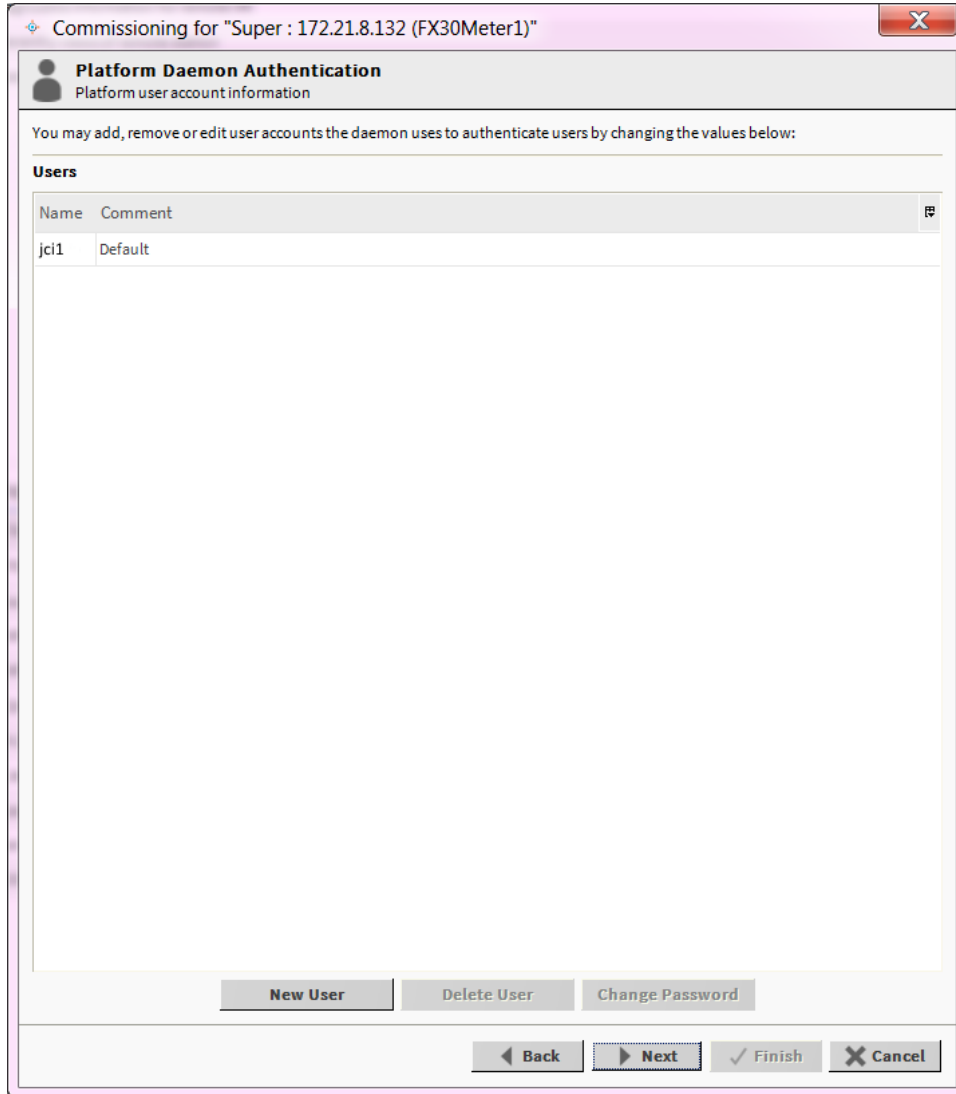 Commissioning for "Super : 172.21.8.132 (FX30Meter1)"
Platform Daemon Authentication
Platform user account information
You may add, remove or edit user accounts the daemon uses to authenticate users by changing the values below:
Users
Name Comment
jci1 Default
New User Delete User Change Password
Back Next Finish Cancel